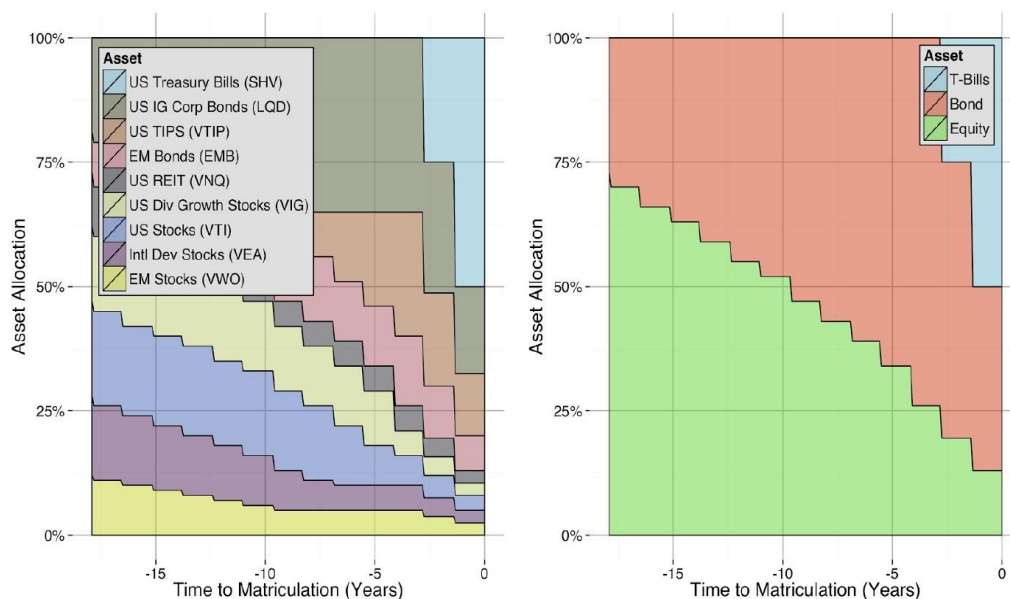 100%
75%
50%
25%
0%
Asset Allocation
Asset
US Treasury Bills (SHV)
US IG Corp Bonds (LQD)
US TIPS (VTIP)
EM Bonds (EMB)
US REIT (VNQ)
US Div Growth Stocks (VIG)
US Stocks (VTI)
Intl Dev Stocks (VEA)
EM Stocks (VWO)
-15
-10
-5
0
Time to Matriculation (Years)
100%
75%
50%
25%
0%
Asset Allocation
Asset
T-Bills
Bond
Equity
-15
-10
-5
0
Time to Matriculation (Years)